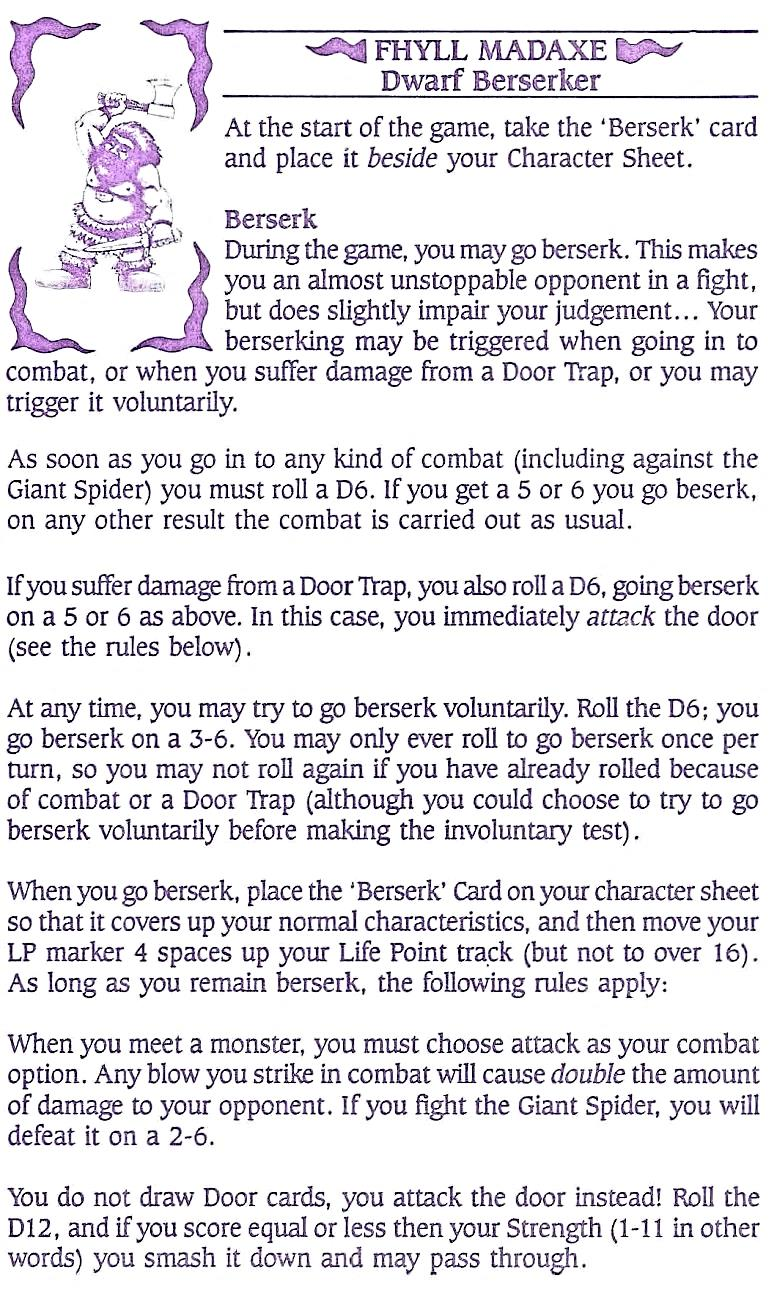 FHYLL MADAXE
Dwarf Berserker
At the start of the game, take the ‘Berserk’ card
and place it beside your Character Sheet.
Berserk
During the game, you may go berserk. This makes
you an almost unstoppable opponent in a fight,
but does slightly impair your judgement... Your
berserking may be triggered when going in to
combat, or when you suffer damage from a Door Trap, or you may
trigger it voluntarily.
As soon as you go in to any kind of combat (including against the
Giant Spider) you must roll a D6. If you get a 5 or 6 you go beserk,
on any other result the combat is carried out as usual.
If you suffer damage from a Door Trap, you also roll a D6, going berserk
on a 5 or 6 as above. In this case, you immediately attack the door
(see the rules below).
At any time, you may try to go berserk voluntarily. Roll the D6; you
go berserk on a 3-6. You may only ever roll to go berserk once per
turn, so you may not roll again if you have already rolled because
of combat or a Door Trap (although you could choose to try to go
berserk voluntarily before making the involuntary test).
When you go berserk, place the ‘Berserk’ Card on your character sheet
so that it covers up your normal characteristics, and then move your
LP marker 4 spaces up your Life Point track (but not to over 16).
As long as you remain berserk, the following rules apply:
When you meet a monster, you must choose attack as your combat
option. Any blow you strike in combat will cause double the amount
of damage to your opponent. If you fight the Giant Spider, you will
defeat it on a 2-6.
You do not draw Door cards, you attack the door instead! Roll the
D12, and if you score equal or less then your Strength (1-11 in other
words) you smash it down and may pass through.